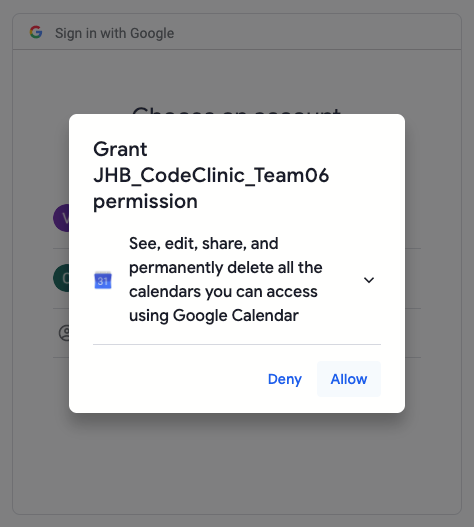 Sign in with Google
Choose an account
Grant
JHB_CodeClinic_Team06
permission
See, edit, share, and
permanently delete all the
calendars you can access
using Google Calendar
31
Deny
Allow